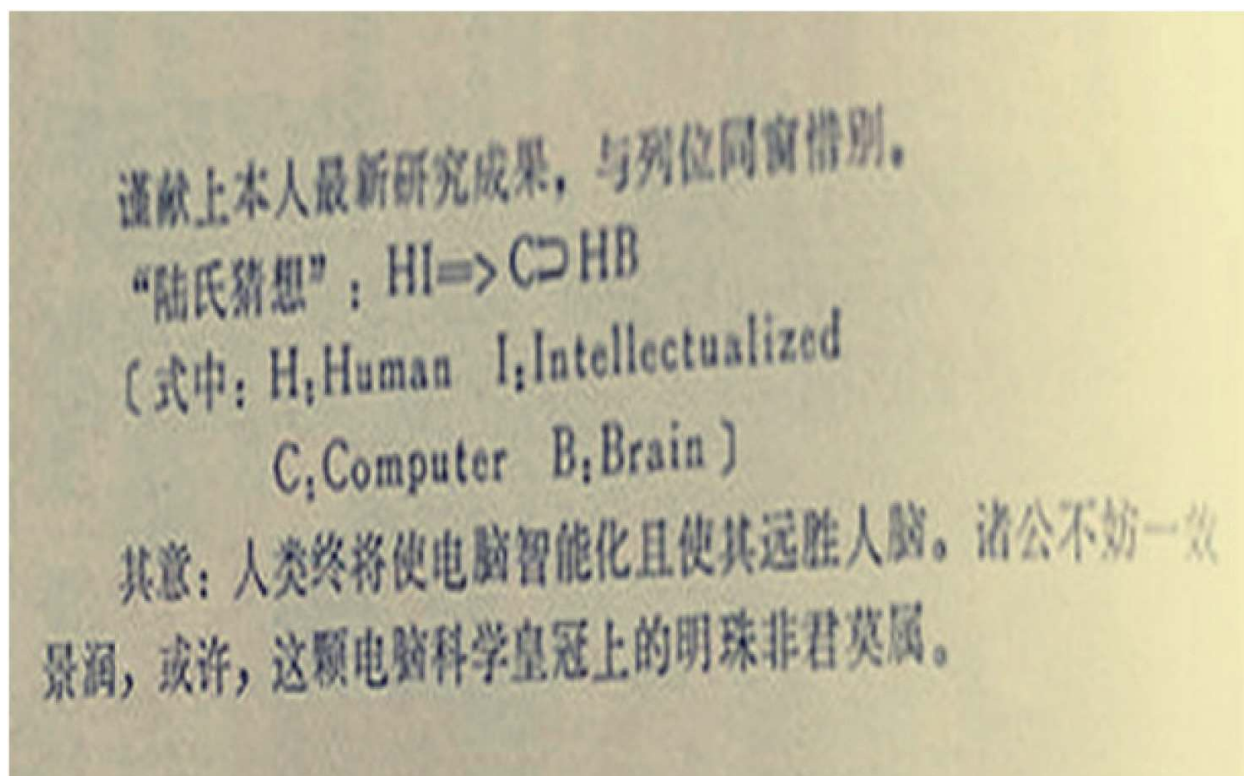 谨献上本人最新研究成果，与列位同窗惜别。
“陆氏猜想”：HI=>C⊃HB
（式中：H:Human I:Intellectualized
C:Computer B:Brain）
其意：人类终将使电脑智能化且使其远胜人脑。诸公不妨一效
景润，或许，这颗电脑科学皇冠上的明珠非君莫属。